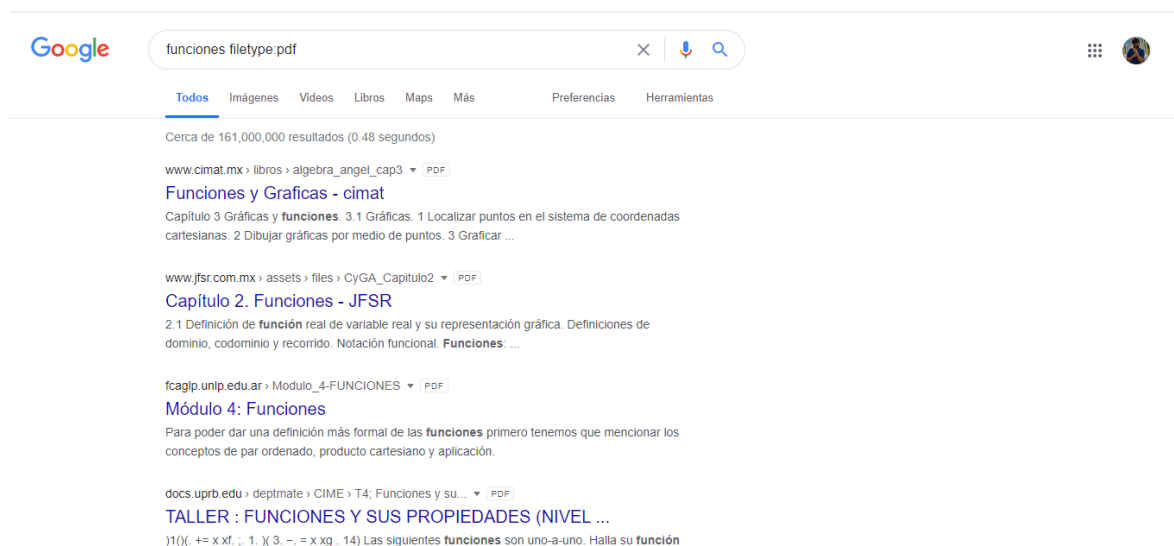 Google
funciones filetype:pdf
Todos Imágenes Videos Libros Maps Más Preferencias Herramientas
Cerca de 161,000,000 resultados (0.48 segundos)
www.cimat.mx › libros › algebra_angel_cap3 PDF
Funciones y Graficas - cimat
Capítulo 3 Gráficas y funciones. 3.1 Gráficas. 1 Localizar puntos en el sistema de coordenadas
cartesianas. 2 Dibujar gráficas por medio de puntos. 3 Graficar ...
www.jfsr.com.mx › assets › files › CyGA_Capitulo2 PDF
Capítulo 2. Funciones - JFSR
2.1 Definición de función real de variable real y su representación gráfica. Definiciones de
dominio, codominio y recorrido. Notación funcional. Funciones: ...
fcaglp.unlp.edu.ar › Modulo_4-FUNCIONES PDF
Módulo 4: Funciones
Para poder dar una definición más formal de las funciones primero tenemos que mencionar los
conceptos de par ordenado, producto cartesiano y aplicación.
docs.uprb.edu › deptmate › CIME › T4; Funciones y su... PDF
TALLER : FUNCIONES Y SUS PROPIEDADES (NIVEL ...
)1()(. += x xf. ;. 1. )( 3. −. = x xg . 14) Las siguientes funciones son uno-a-uno. Halla su función